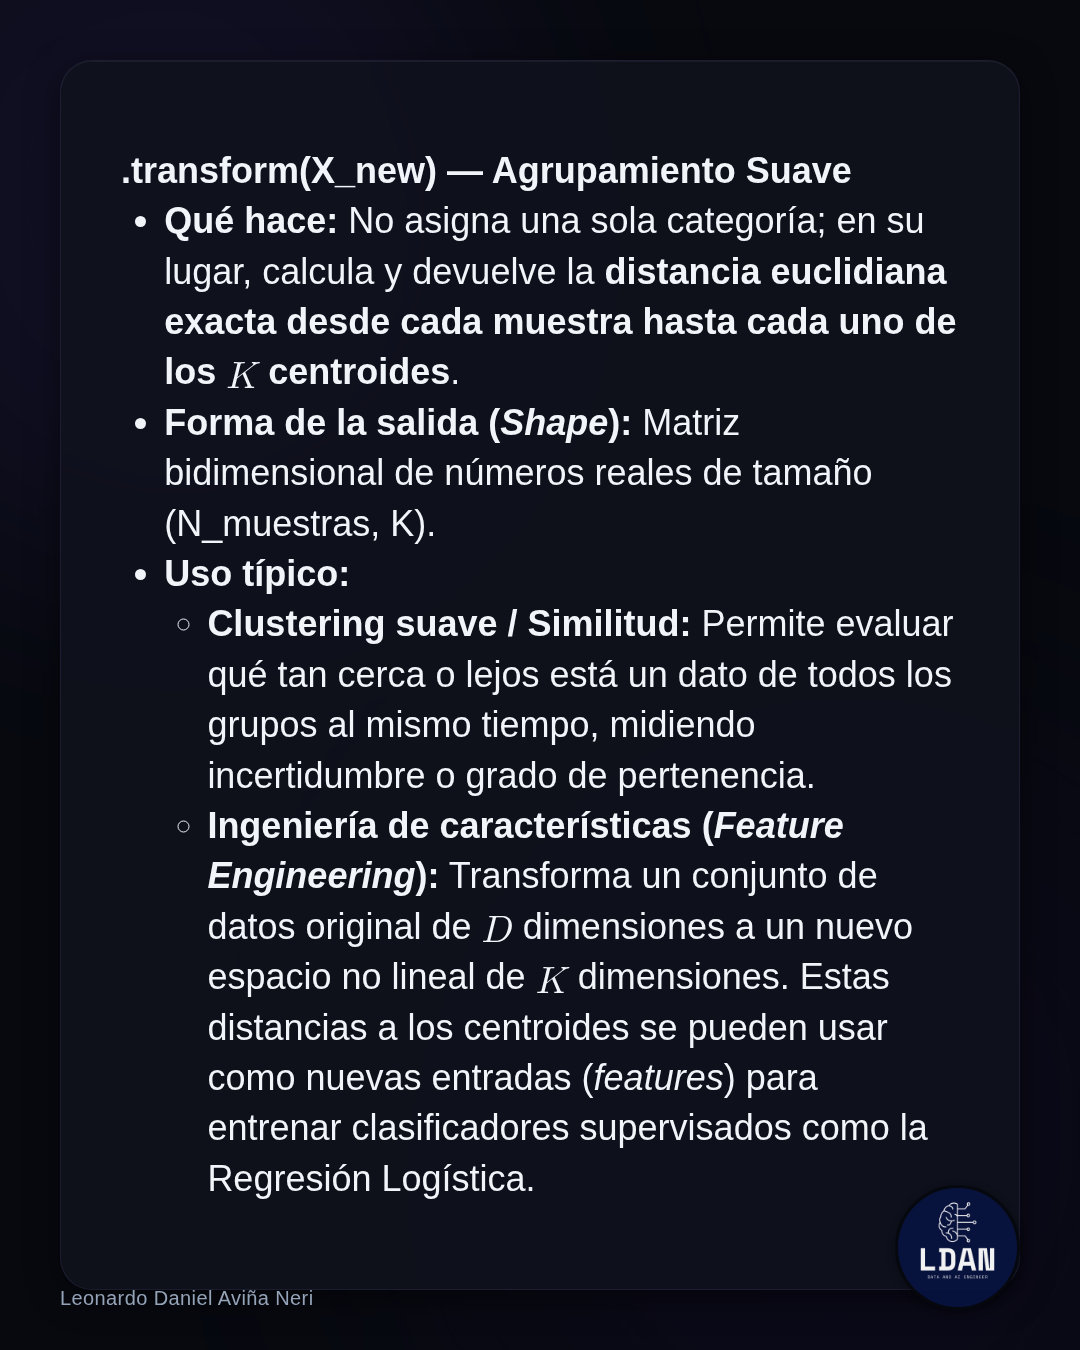 .transform(X_new) — Agrupamiento Suave
• Qué hace: No asigna una sola categoría; en su
lugar, calcula y devuelve la distancia euclidiana
exacta desde cada muestra hasta cada uno de
los K centroides.
• Forma de la salida (Shape): Matriz
bidimensional de números reales de tamaño
(N_muestras, K).
• Uso típico:
◦ Clustering suave / Similitud: Permite evaluar
qué tan cerca o lejos está un dato de todos los
grupos al mismo tiempo, midiendo
incertidumbre o grado de pertenencia.
◦ Ingeniería de características (Feature
Engineering): Transforma un conjunto de
datos original de D dimensiones a un nuevo
espacio no lineal de K dimensiones. Estas
distancias a los centroides se pueden usar
como nuevas entradas (features) para
entrenar clasificadores supervisados como la
Regresión Logística.
LDAN
DATA AND AI ENGINEER
Leonardo Daniel Aviña Neri